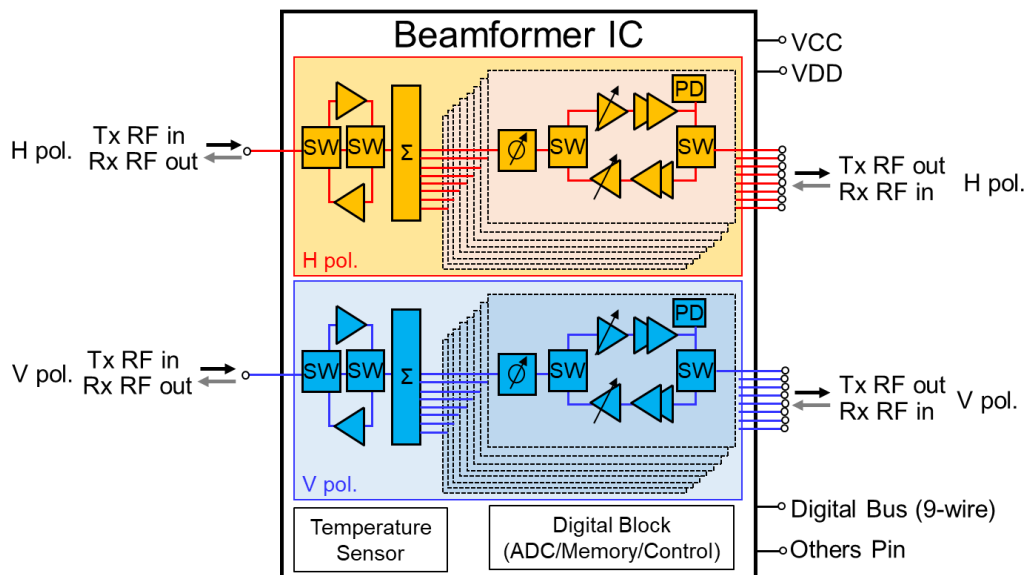 Beamformer IC
VCC
VDD
PD
H pol.
Tx RF in
Rx RF out
SW
SW
Σ
ϕ
SW
SW
Tx RF out
Rx RF in
H pol.
H pol.
PD
V pol.
Tx RF in
Rx RF out
SW
SW
Σ
ϕ
SW
SW
Tx RF out
Rx RF in
V pol.
V pol.
Temperature
Sensor
Digital Block
(ADC/Memory/Control)
Digital Bus (9-wire)
Others Pin